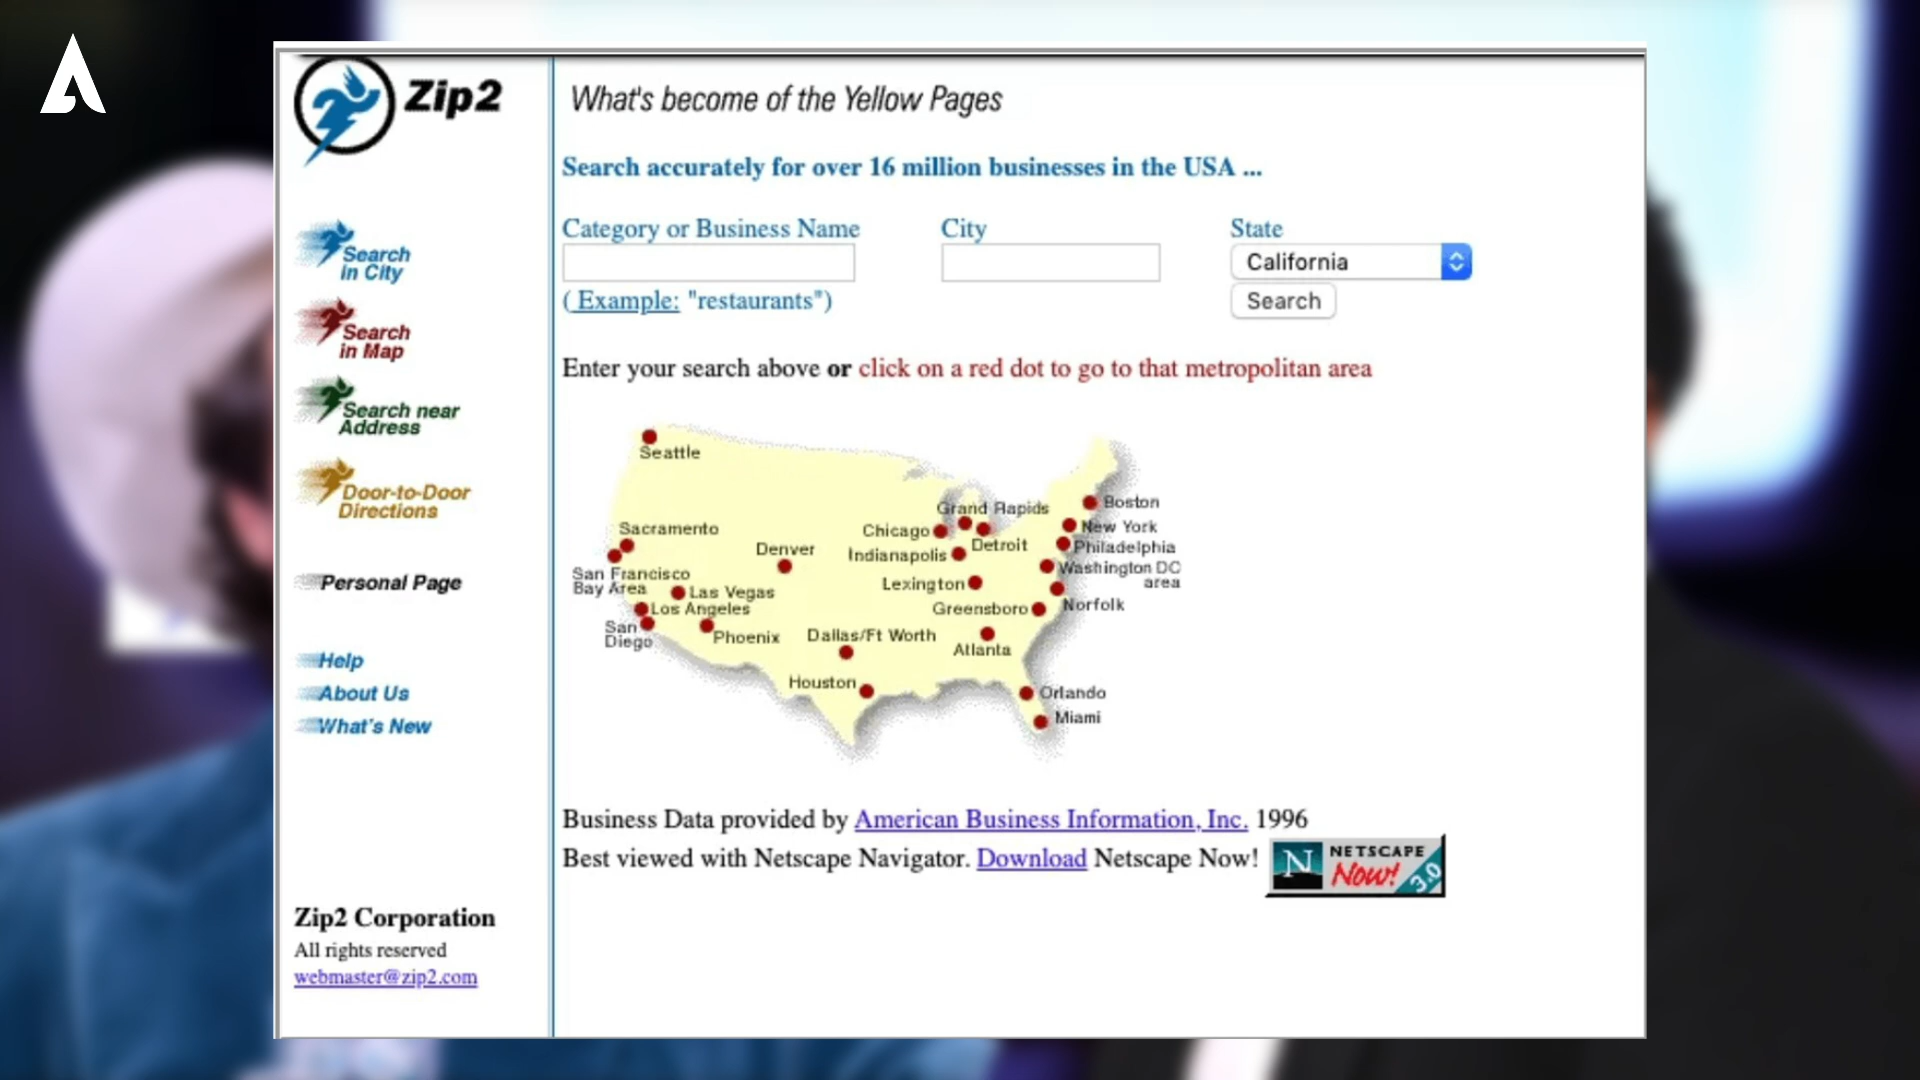 Zip2
What's become of the Yellow Pages
Search accurately for over 16 million businesses in the USA ...
Category or Business Name
City
State
California
( Example: "restaurants")
Search
Enter your search above or click on a red dot to go to that metropolitan area
Search
in City
Search
in Map
Search near
Address
Door-to-Door
Directions
Personal Page
Help
About Us
What's New
Seattle
Boston
Grand Rapids
New York
Sacramento
Chicago
Detroit
Philadelphia
Denver
Indianapolis
Washington DC
area
San Francisco
Bay Area
Lexington
Las Vegas
Norfolk
Los Angeles
Greensboro
San
Diego
Phoenix
Dallas/Ft Worth
Atlanta
Houston
Orlando
Miami
Business Data provided by American Business Information, Inc. 1996
Best viewed with Netscape Navigator. Download Netscape Now!
N
NETSCAPE
Now!
3.0
Zip2 Corporation
All rights reserved
webmaster@zip2.com